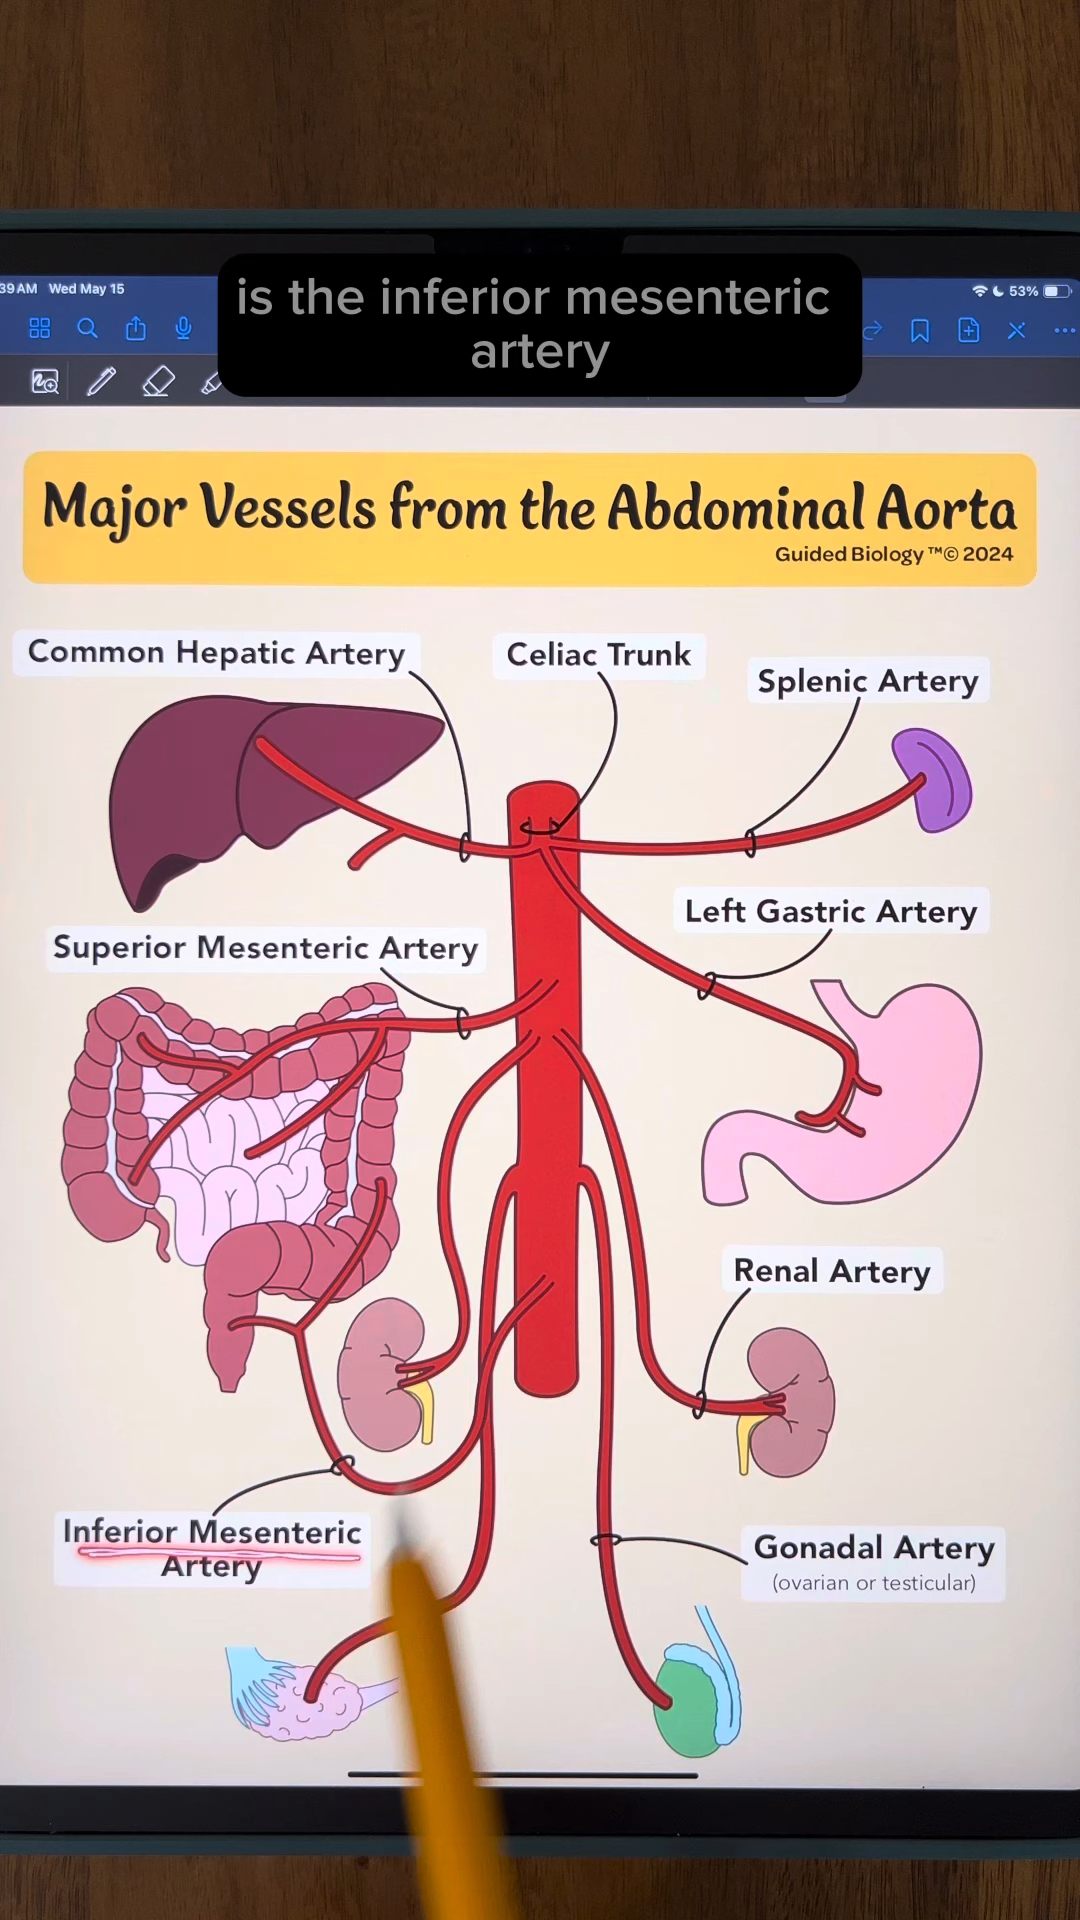 is the inferior mesenteric
artery
39 AM Wed May 15
53%
Major Vessels from the Abdominal Aorta
Guided Biology ™© 2024
Common Hepatic Artery
Celiac Trunk
Splenic Artery
Left Gastric Artery
Superior Mesenteric Artery
Renal Artery
Inferior Mesenteric
Artery
Gonadal Artery
(ovarian or testicular)